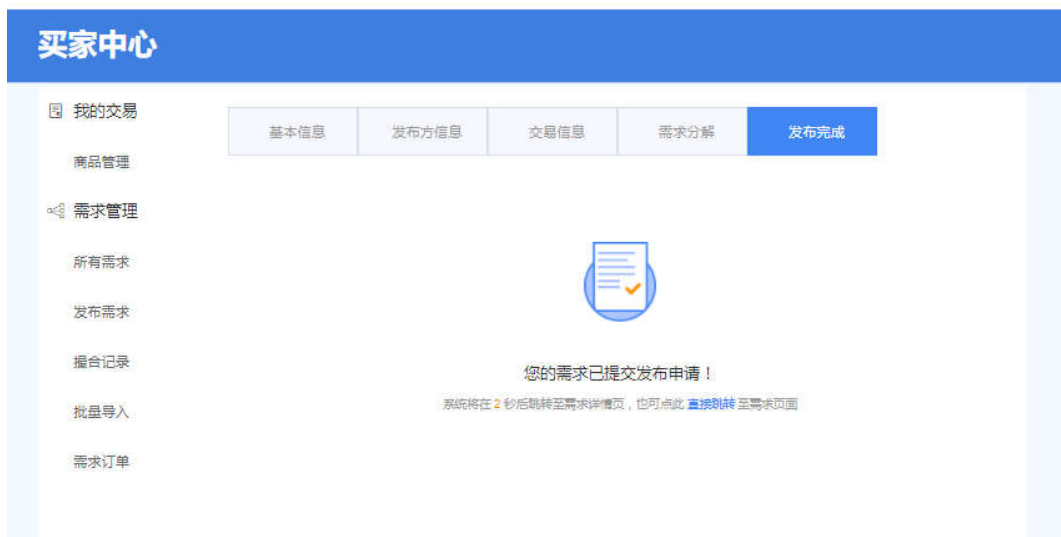 买家中心
我的交易
商品管理
需求管理
所有需求
发布需求
撮合记录
批量导入
需求订单
基本信息 发布方信息 交易信息 需求分解 发布完成
您的需求已提交发布申请！
系统将在 2 秒后跳转至需求详情页，也可点此 直接跳转 至需求页面